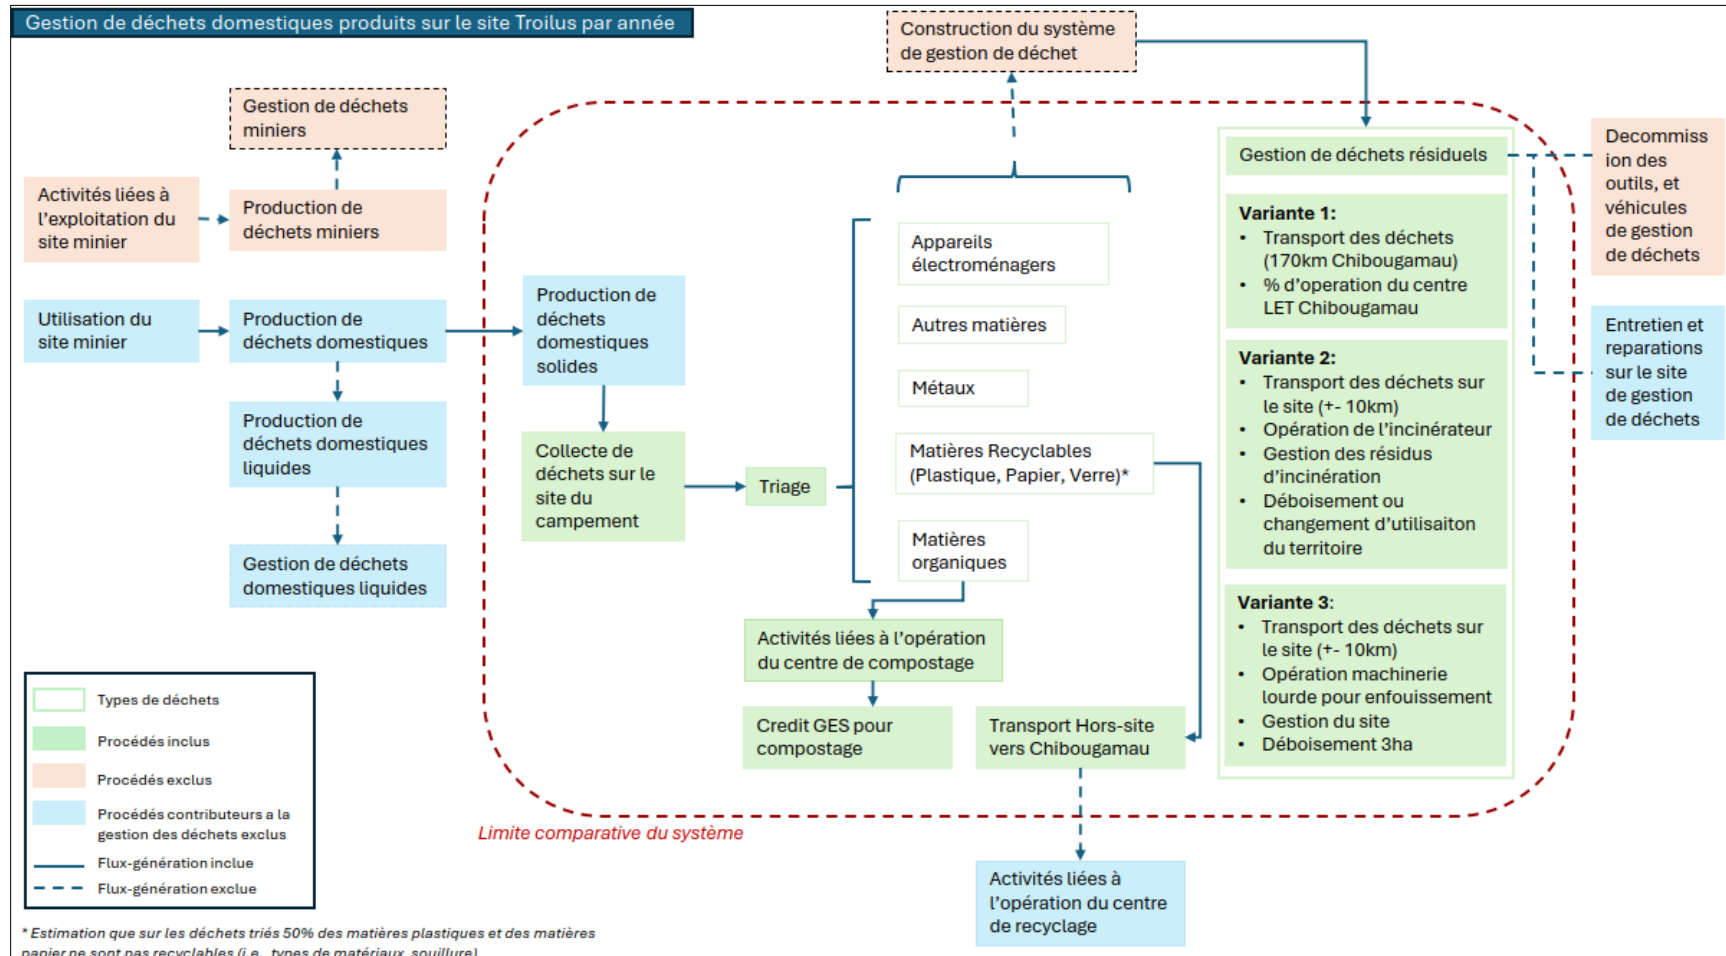 Gestion de déchets domestiques produits sur le site Troilus par année
Construction du système
de gestion de déchet
Gestion de déchets
miniers
Activités liées à
l'exploitation du
site minier
Production de
déchets miniers
Utilisation du
site minier
Production de
déchets domestiques
Production de
déchets domestiques
liquides
Gestion de déchets
domestiques liquides
Production de
déchets
domestiques
solides
Collecte de
déchets sur le
site du
campement
Triage
Appareils
électroménagers
Autres matières
Métaux
Matières Recyclables
(Plastique, Papier, Verre)*
Matières
organiques
Activités liées à l'opération
du centre de compostage
Credit GES pour
compostage
Transport Hors-site
vers Chibougamau
Activités liées à
l'opération du centre
de recyclage
Gestion de déchets résiduels
Variante 1:
• Transport des déchets
(170km Chibougamau)
• % d'operation du centre
LET Chibougamau
Variante 2:
• Transport des déchets sur
le site (+- 10km)
• Opération de l'incinérateur
• Gestion des résidus
d'incinération
• Déboisement ou
changement d'utilisaiton
du territoire
Variante 3:
• Transport des déchets sur
le site (+- 10km)
• Opération machinerie
lourde pour enfouissement
• Gestion du site
• Déboisement 3ha
Decommiss
ion des
outils, et
véhicules
de gestion
de déchets
Entretien et
reparations
sur le site
de gestion
de déchets
Limite comparative du système
Types de déchets
Procédés inclus
Procédés exclus
Procédés contributeurs a la
gestion des déchets exclus
Flux-génération inclue
Flux-génération exclue
* Estimation que sur les déchets triés 50% des matières plastiques et des matières
papier ne sont pas recyclables (i.e., types de matériaux, souillure)